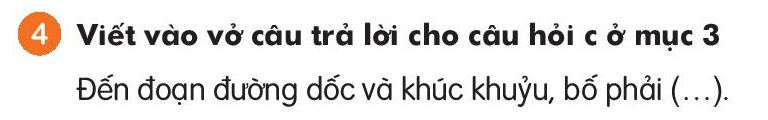 4 Viết vào vở câu trả lời cho câu hỏi c ở mục 3
Đến đoạn đường dốc và khúc khuỷu, bố phải (...).